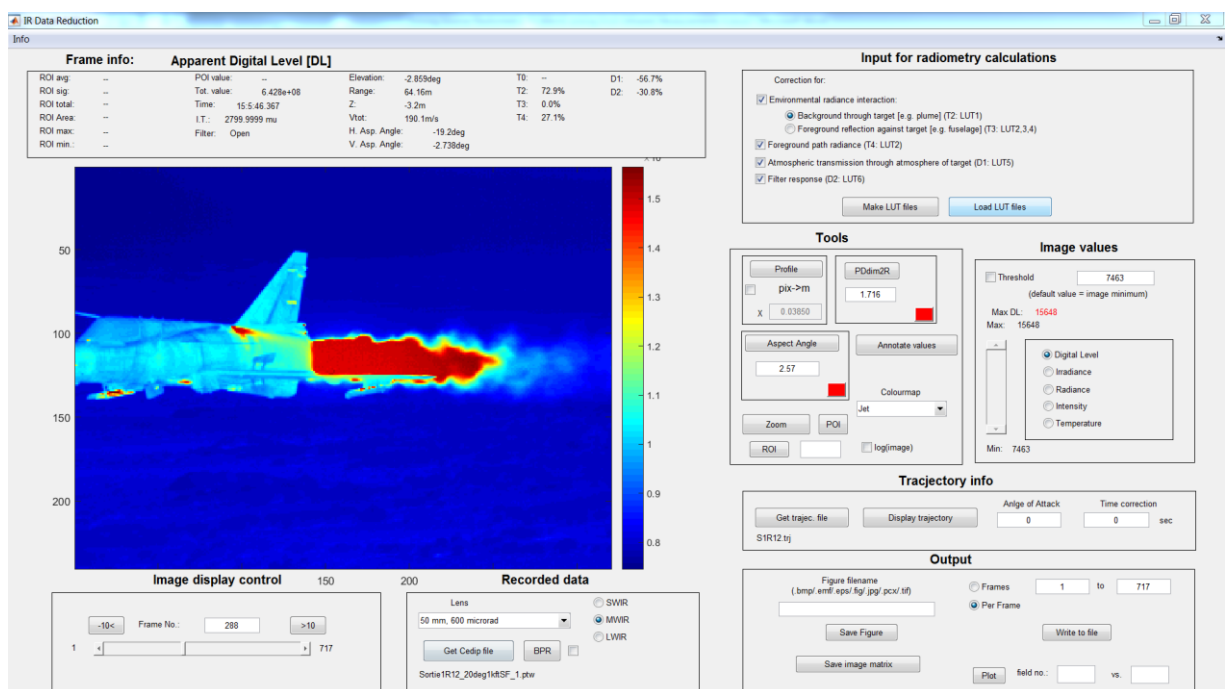 IR Data Reduction
Info
Frame info: Apparent Digital Level [DL]
ROI avg: -- POI value: -- Elevation: -2.859deg T0: -- D1: -56.7%
ROI sig: -- Tot. value: 6.428e+08 Range: 64.16m T2: 72.9% D2: -30.8%
ROI total: -- Time: 15:5:46.367 Z: -3.2m T3: 0.0%
ROI Area: -- I.T.: 2799.9999 mu Vtot: 190.1m/s T4: 27.1%
ROI max: -- Filter: Open H. Asp. Angle: -19.2deg
ROI min.: -- V. Asp. Angle: -2.738deg
50
100
150
200
150 200
1.5
1.4
1.3
1.2
1.1
1
0.9
0.8
Image display control
-10< Frame No.: 288 >10
1 717
Recorded data
Lens
50 mm, 600 microrad
SWIR
MWIR
LWIR
Get Cedip file BPR
Sortie1R12_20deg1kftSF_1.ptw
Input for radiometry calculations
Correction for:
Environmental radiance interaction:
Background through target [e.g. plume] (T2: LUT1)
Foreground reflection against target [e.g. fuselage] (T3: LUT2,3,4)
Foreground path radiance (T4: LUT2)
Atmospheric transmission through atmosphere of target (D1: LUT5)
Filter response (D2: LUT6)
Make LUT files Load LUT files
Tools
Profile PDdim2R
pix->m 1.716
X 0.03850
Aspect Angle Annotate values
2.57
Colourmap
Jet
Zoom POI
ROI log(image)
Image values
Threshold 7463
(default value = image minimum)
Max DL: 15648
Max: 15648
Digital Level
Irradiance
Radiance
Intensity
Temperature
Min: 7463
Tracjectory info
Anlge of Attack Time correction
Get trajec. file Display trajectory 0 0 sec
S1R12.trj
Output
Figure filename
(.bmp/.emf/.eps/.fig/.jpg/.pcx/.tif)
Frames 1 to 717
Per Frame
Save Figure Write to file
Save image matrix
Plot field no.: vs.